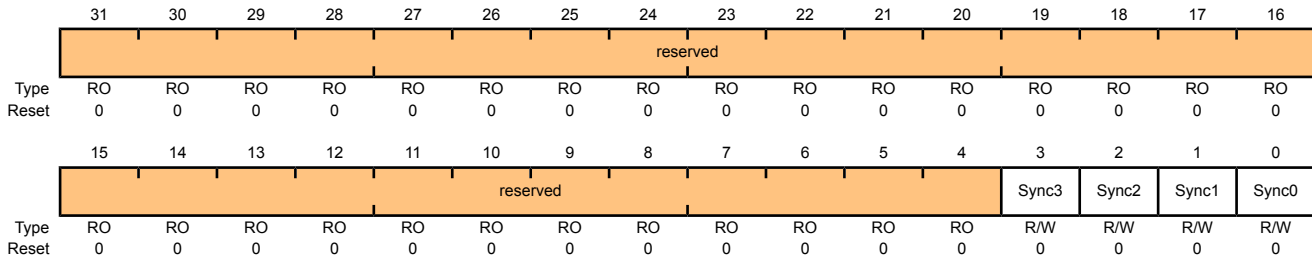 31 30 29 28 27 26 25 24 23 22 21 20 19 18 17 16
reserved
Type RO RO RO RO RO RO RO RO RO RO RO RO RO RO RO RO
Reset 0 0 0 0 0 0 0 0 0 0 0 0 0 0 0 0
15 14 13 12 11 10 9 8 7 6 5 4 3 2 1 0
reserved Sync3 Sync2 Sync1 Sync0
Type RO RO RO RO RO RO RO RO RO RO RO RO R/W R/W R/W R/W
Reset 0 0 0 0 0 0 0 0 0 0 0 0 0 0 0 0